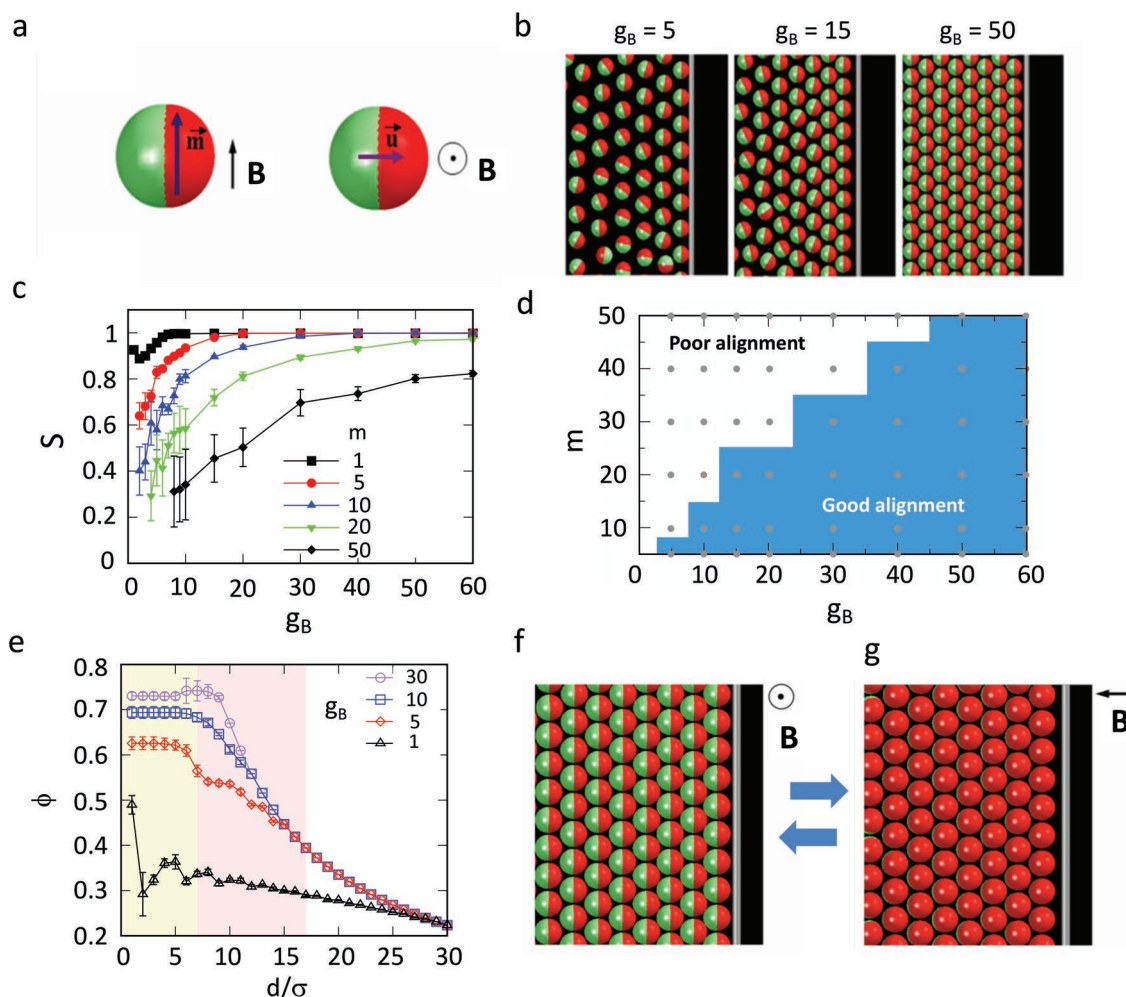 a
m
B
u
B
b
g_B = 5
g_B = 15
g_B = 50
c
S
1
0.8
0.6
0.4
0.2
0
m
1
5
10
20
50
0 10 20 30 40 50 60
g_B
d
m
50
40
30
20
10
Poor alignment
Good alignment
0 10 20 30 40 50 60
g_B
e
ϕ
0.8
0.7
0.6
0.5
0.4
0.3
0.2
g_B
30
10
5
1
0 5 10 15 20 25 30
d/σ
f
B
g
B